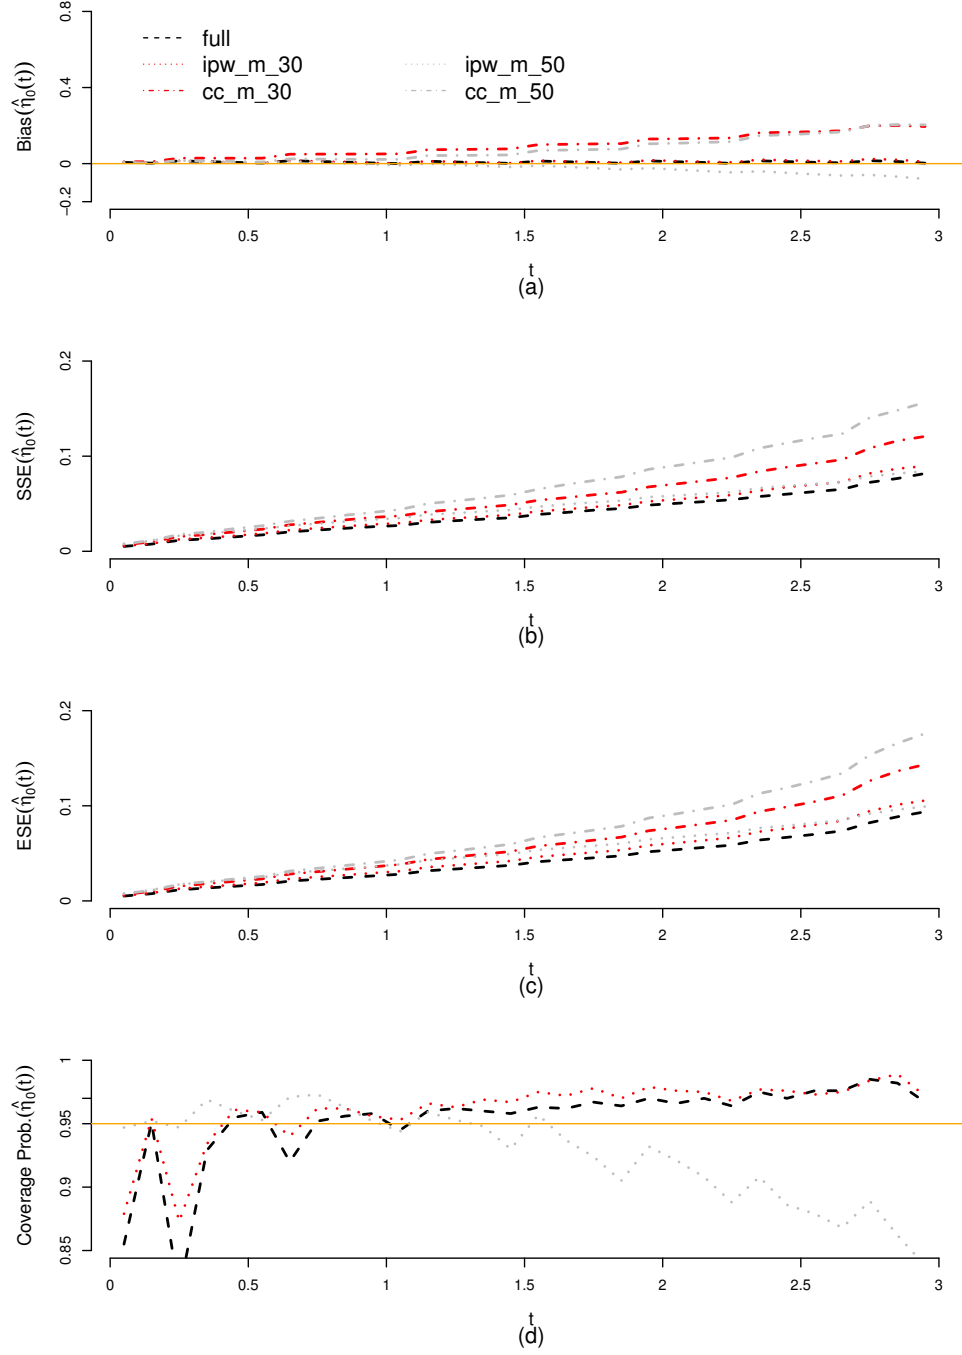 0.8
0.4
0
−0.2
Bias(η̂₀(t))
full
ipw_m_30
cc_m_30
ipw_m_50
cc_m_50
0 0.5 1 1.5 2 2.5 3
t
(a)
0.2
0.1
0
SSE(η̂₀(t))
0 0.5 1 1.5 2 2.5 3
t
(b)
0.2
0.1
0
ESE(η̂₀(t))
0 0.5 1 1.5 2 2.5 3
t
(c)
1
0.95
0.9
0.85
Coverage Prob.(η̂₀(t))
0 0.5 1 1.5 2 2.5 3
t
(d)